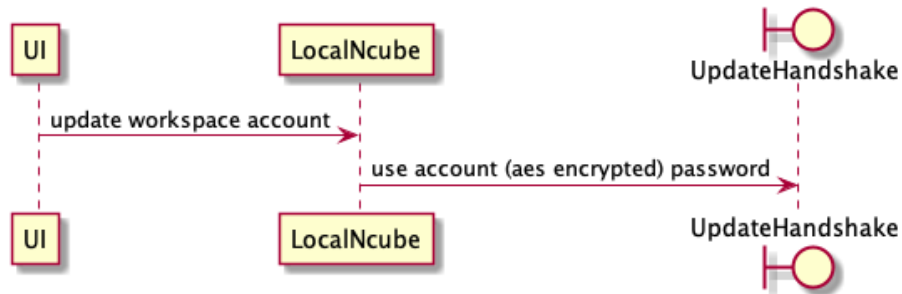 UI
LocalNcube
UpdateHandshake
update workspace account
use account (aes encrypted) password
UI
LocalNcube
UpdateHandshake